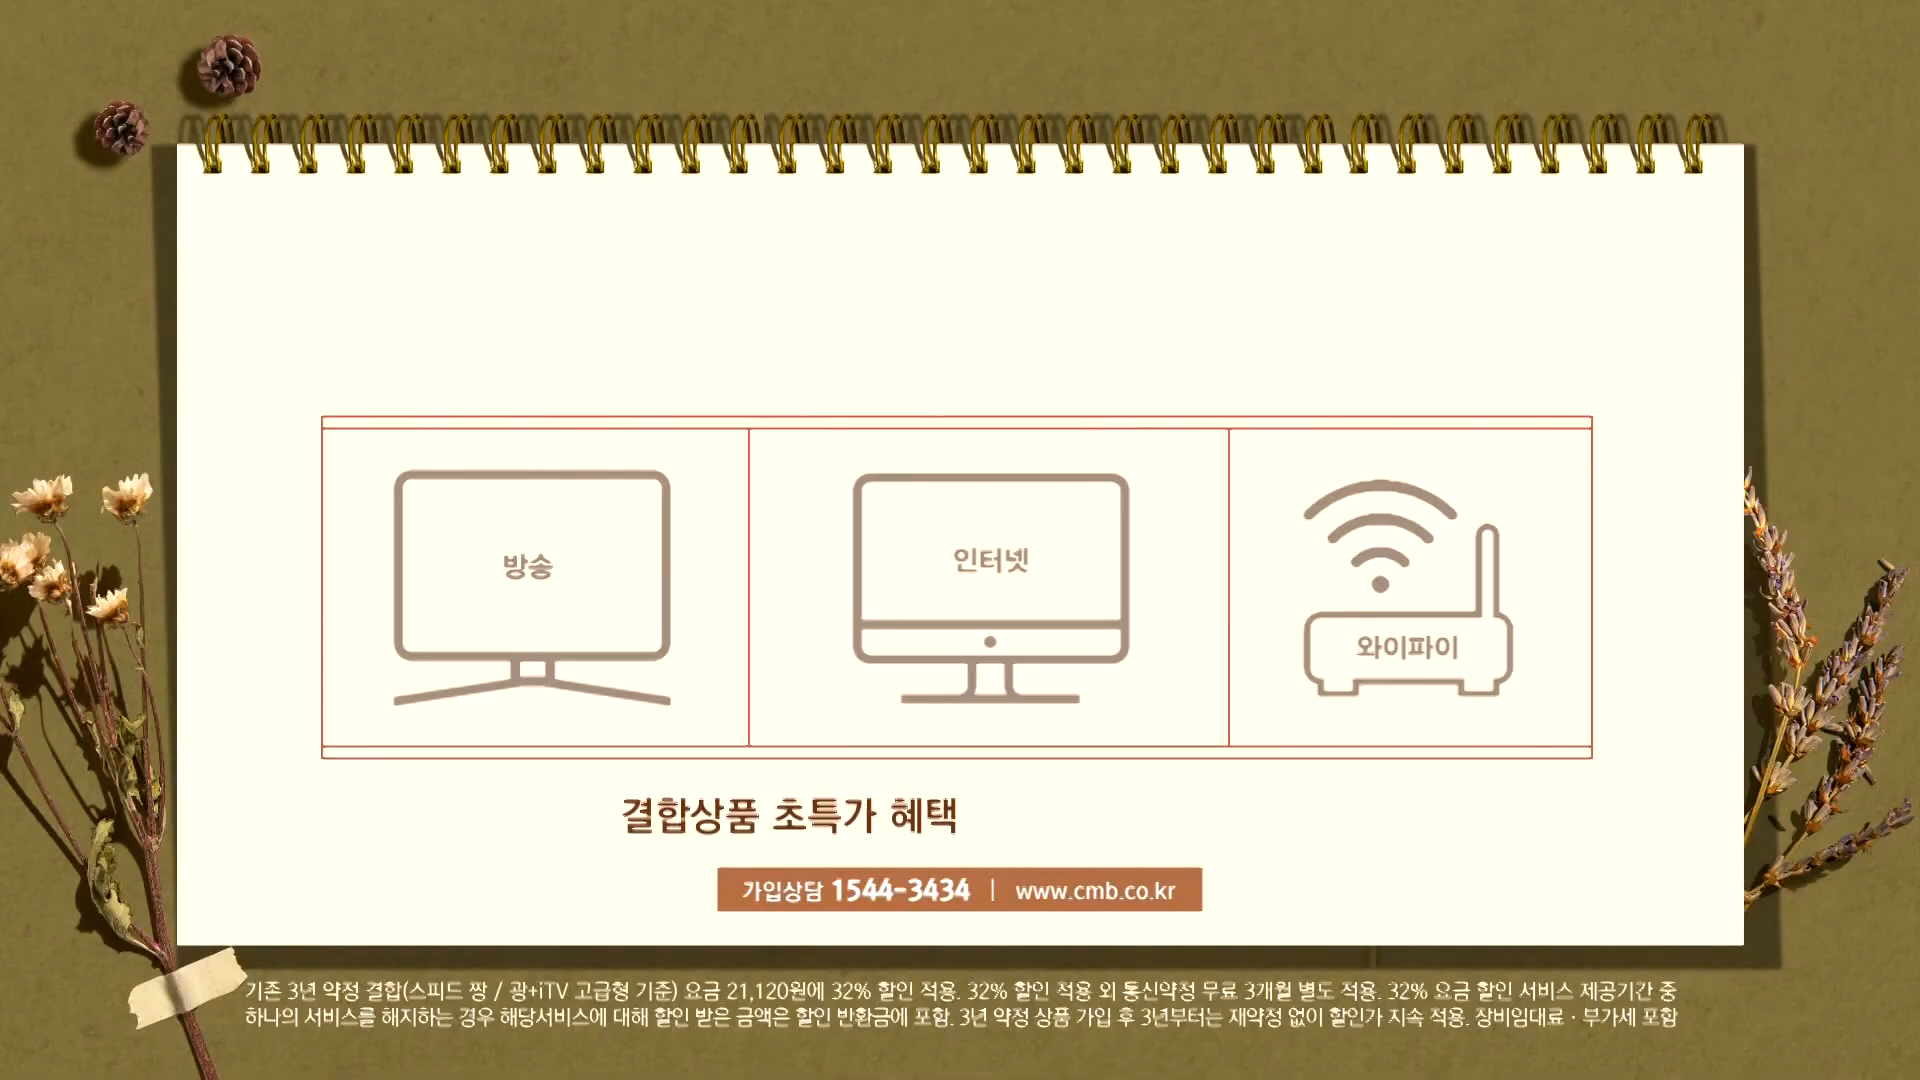 방송
인터넷
와이파이
결합상품 초특가 혜택
가입상담 1544-3434 | www.cmb.co.kr
기존 3년 약정 결합(스피드 짱 / 광+iTV 고급형 기준) 요금 21,120원에 32% 할인 적용. 32% 할인 적용 외 통신약정 무료 3개월 별도 적용. 32% 요금 할인 서비스 제공기간 중
하나의 서비스를 해지하는 경우 해당서비스에 대해 할인 받은 금액은 할인 반환금에 포함. 3년 약정 상품 가입 후 3년부터는 재약정 없이 할인가 지속 적용. 장비임대료 · 부가세 포함